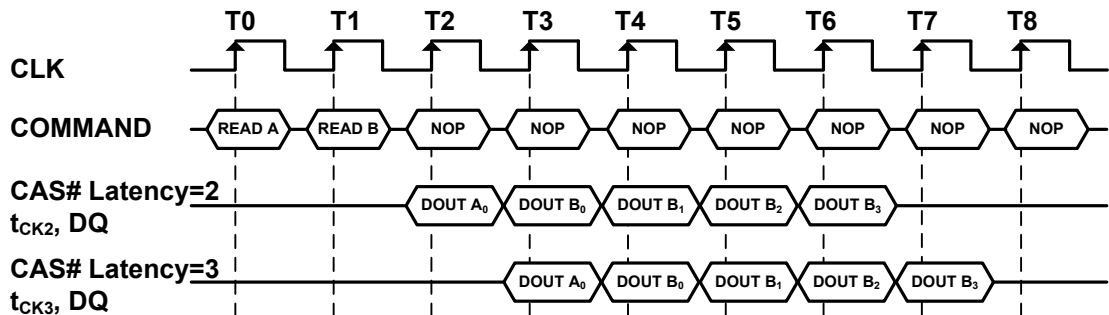 T0 T1 T2 T3 T4 T5 T6 T7 T8
CLK
COMMAND READ A READ B NOP NOP NOP NOP NOP NOP NOP
CAS# Latency=2
tCK2, DQ DOUT A0 DOUT B0 DOUT B1 DOUT B2 DOUT B3
CAS# Latency=3
tCK3, DQ DOUT A0 DOUT B0 DOUT B1 DOUT B2 DOUT B3